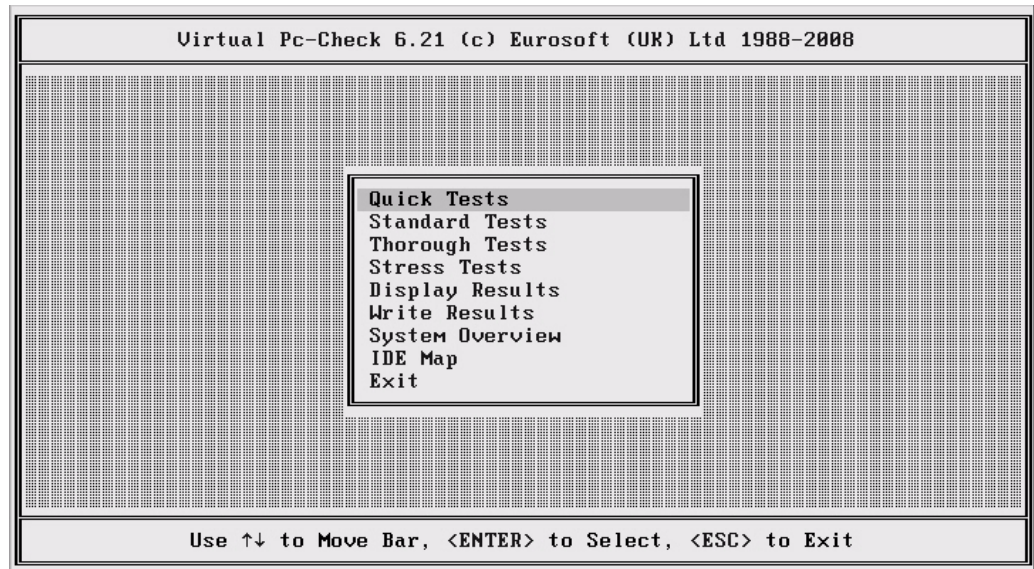 Virtual Pc-Check 6.21 (c) Eurosoft (UK) Ltd 1988-2008
Quick Tests
Standard Tests
Thorough Tests
Stress Tests
Display Results
Write Results
System Overview
IDE Map
Exit
Use ↑↓ to Move Bar, <ENTER> to Select, <ESC> to Exit